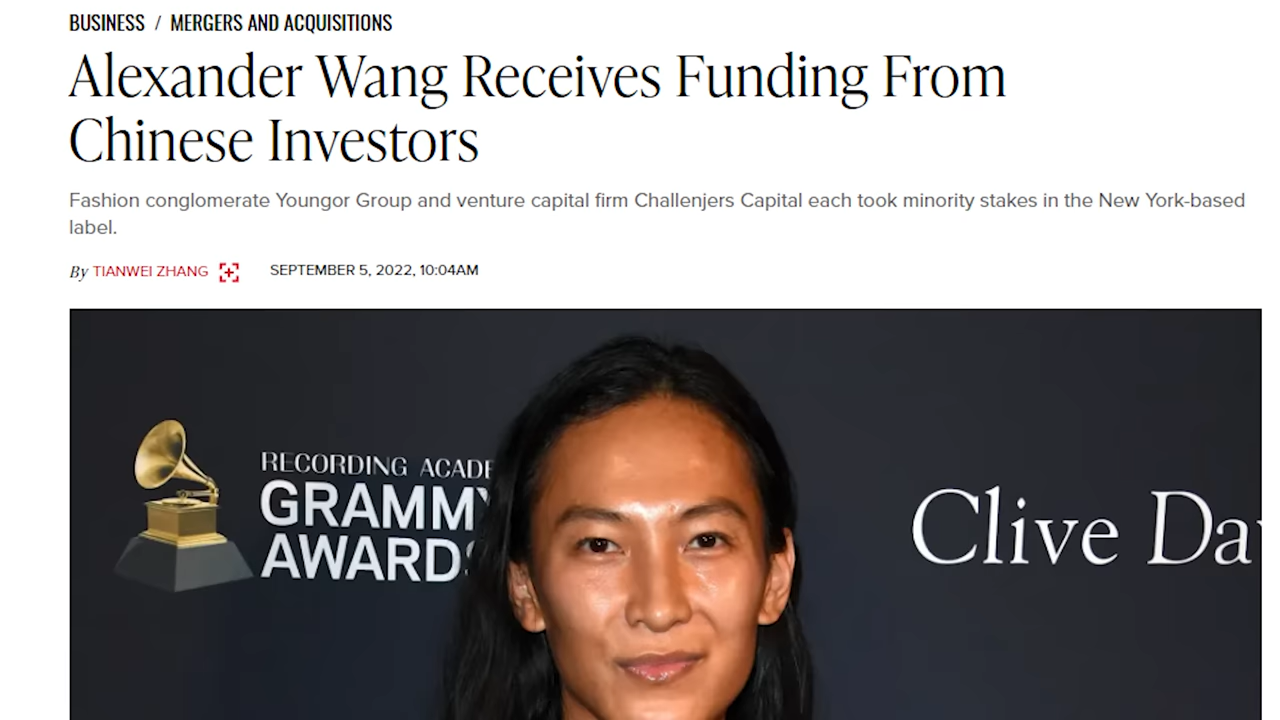 BUSINESS / MERGERS AND ACQUISITIONS
Alexander Wang Receives Funding From
Chinese Investors
Fashion conglomerate Youngor Group and venture capital firm Challenjers Capital each took minority stakes in the New York-based
label.
By TIANWEI ZHANG SEPTEMBER 5, 2022, 10:04AM
RECORDING ACADE
GRAMMY
AWARDS
Clive Da